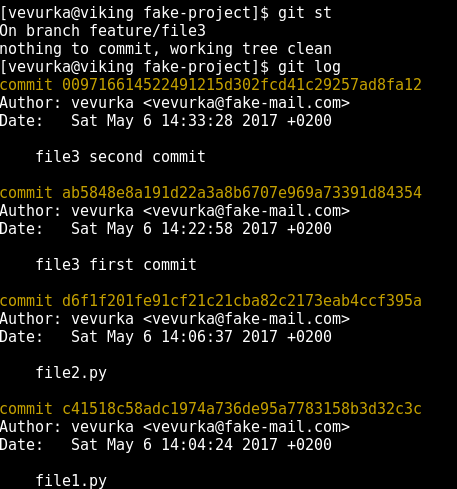 [vevurka@viking fake-project]$ git st
On branch feature/file3
nothing to commit, working tree clean
[vevurka@viking fake-project]$ git log
commit 009716614522491215d302fcd41c29257ad8fa12
Author: vevurka <vevurka@fake-mail.com>
Date:   Sat May 6 14:33:28 2017 +0200
    file3 second commit
commit ab5848e8a191d22a3a8b6707e969a73391d84354
Author: vevurka <vevurka@fake-mail.com>
Date:   Sat May 6 14:22:58 2017 +0200
    file3 first commit
commit d6f1f201fe91cf21c21cba82c2173eab4ccf395a
Author: vevurka <vevurka@fake-mail.com>
Date:   Sat May 6 14:06:37 2017 +0200
    file2.py
commit c41518c58adc1974a736de95a7783158b3d32c3c
Author: vevurka <vevurka@fake-mail.com>
Date:   Sat May 6 14:04:24 2017 +0200
    file1.py